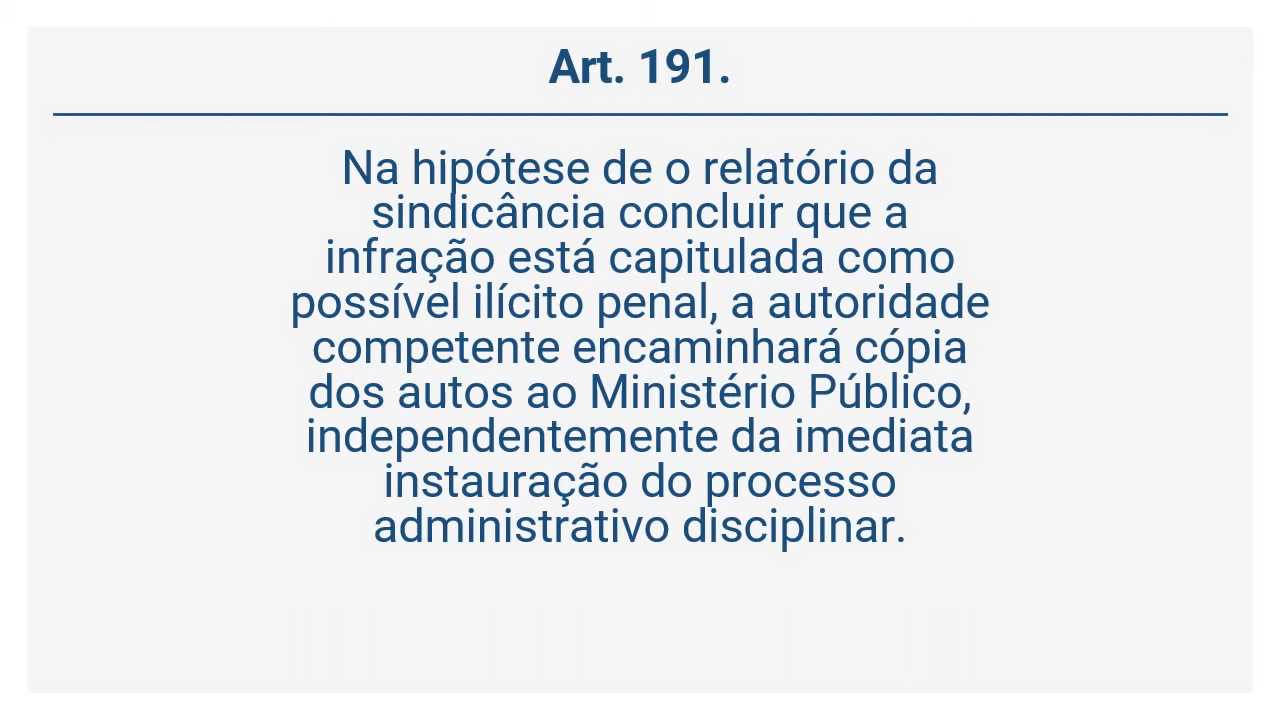 Art. 191.
Na hipótese de o relatório da
sindicância concluir que a
infração está capitulada como
possível ilícito penal, a autoridade
competente encaminhará cópia
dos autos ao Ministério Público,
independentemente da imediata
instauração do processo
administrativo disciplinar.